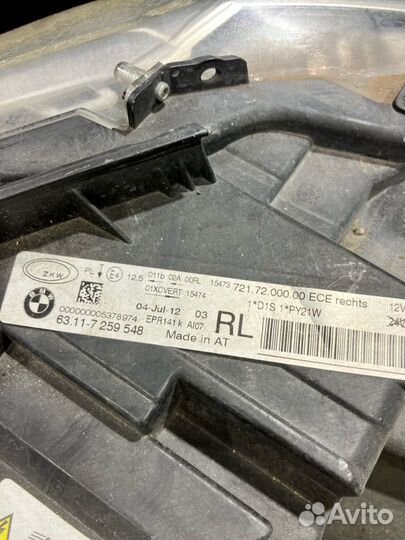 ZKW PL E4 12.5 011b 02A 00RL 15473 721.72.000.00 ECE rechts 12V
01XCVERT 15474 1*D1S 1*PY21W
BMW 000000005378974 04-Jul-12 03 RL
63.11-7 259 548 EPR141k AI07
Made in AT
Avito